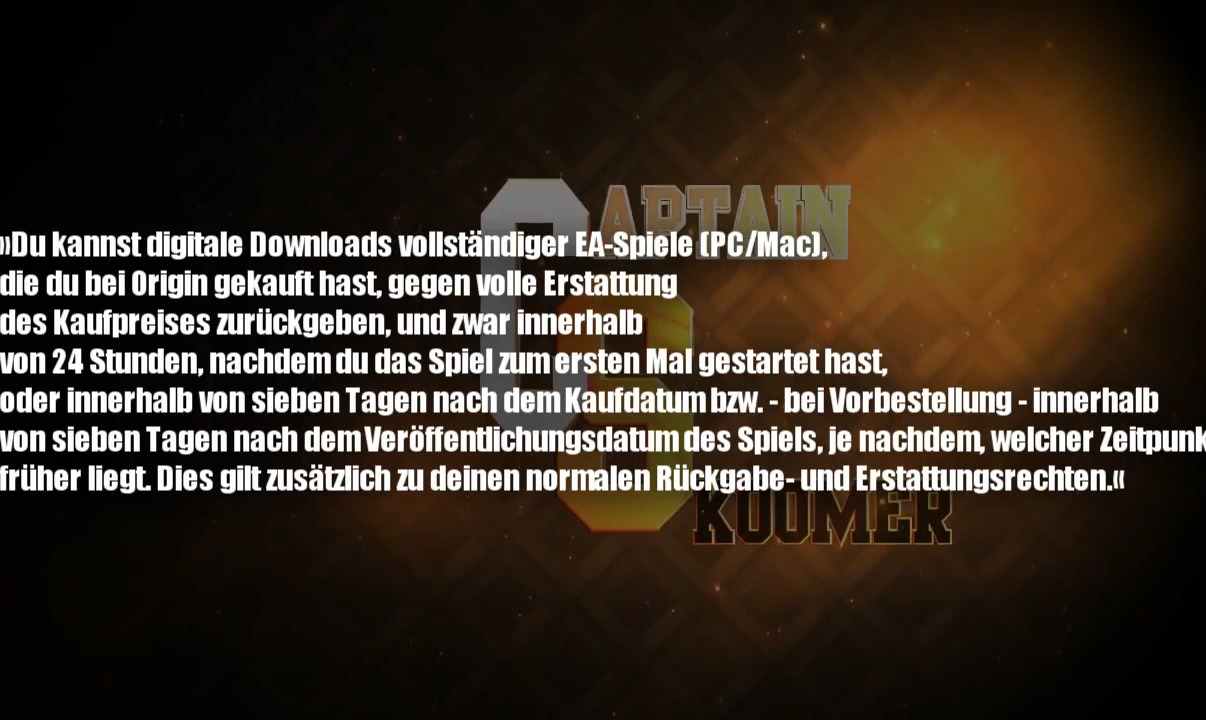 APTAIN
»Du kannst digitale Downloads vollständiger EA-Spiele (PC/Mac),
die du bei Origin gekauft hast, gegen volle Erstattung
des Kaufpreises zurückgeben, und zwar innerhalb
von 24 Stunden, nachdem du das Spiel zum ersten Mal gestartet hast,
oder innerhalb von sieben Tagen nach dem Kaufdatum bzw. - bei Vorbestellung - innerhalb
von sieben Tagen nach dem Veröffentlichungsdatum des Spiels, je nachdem, welcher Zeitpunk
früher liegt. Dies gilt zusätzlich zu deinen normalen Rückgabe- und Erstattungsrechten.«
KOOMER